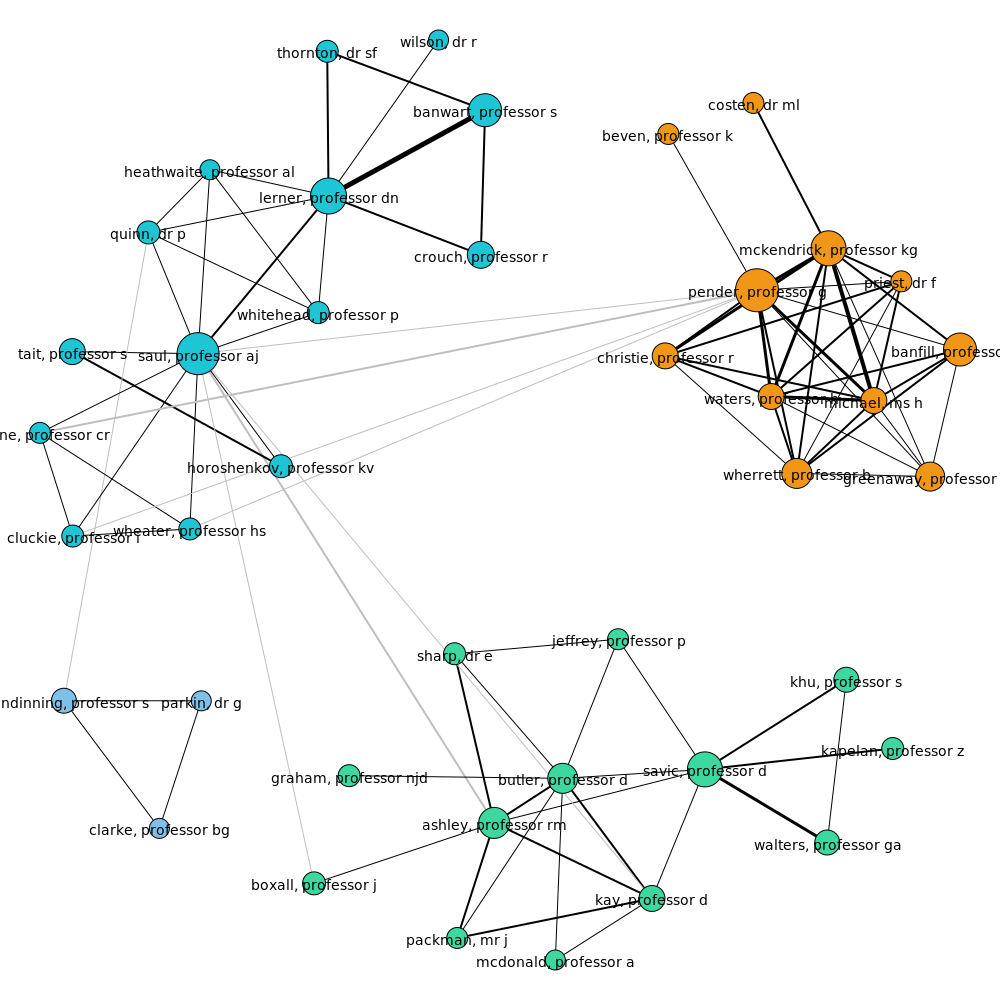 wilson, dr r
thornton, dr sf
costen, dr ml
banwart, professor s
beven, professor k
heathwaite, professor al
lerner, professor dn
quinn, dr p
mckendrick, professor kg
crouch, professor r
priest, dr f
pender, professor g
whitehead, professor p
tait, professor s
saul, professor aj
banfill, professo
christie, professor r
waters, professor
michael, ms h
ne, professor cr
horoshenkov, professor kv
wherrett, professor h
greenaway, professor
wheater, professor hs
cluckie, professor i
jeffrey, professor p
sharp, dr e
khu, professor s
ndinning, professor s
parkin, dr g
kapelan, professor z
savic, professor d
graham, professor njd
butler, professor d
ashley, professor rm
clarke, professor bg
walters, professor ga
boxall, professor j
kay, professor d
packman, mr j
mcdonald, professor a